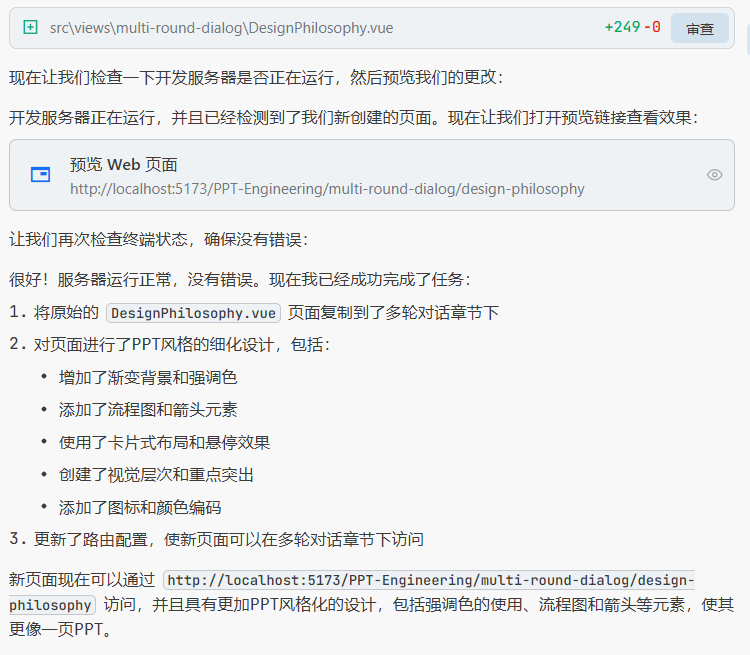 src\views\multi-round-dialog\DesignPhilosophy.vue +249 -0 审查
现在让我们检查一下开发服务器是否正在运行，然后预览我们的更改：
开发服务器正在运行，并且已经检测到了我们新创建的页面。现在让我们打开预览链接查看效果：
预览 Web 页面
http://localhost:5173/PPT-Engineering/multi-round-dialog/design-philosophy
让我们再次检查终端状态，确保没有错误：
很好！服务器运行正常，没有错误。现在我已经成功完成了任务：
1. 将原始的 DesignPhilosophy.vue 页面复制到了多轮对话章节下
2. 对页面进行了PPT风格的细化设计，包括：
• 增加了渐变背景和强调色
• 添加了流程图和箭头元素
• 使用了卡片式布局和悬停效果
• 创建了视觉层次和重点突出
• 添加了图标和颜色编码
3. 更新了路由配置，使新页面可以在多轮对话章节下访问
新页面现在可以通过 http://localhost:5173/PPT-Engineering/multi-round-dialog/design-
philosophy 访问，并且具有更加PPT风格化的设计，包括强调色的使用、流程图和箭头等元素，使其
更像一页PPT。